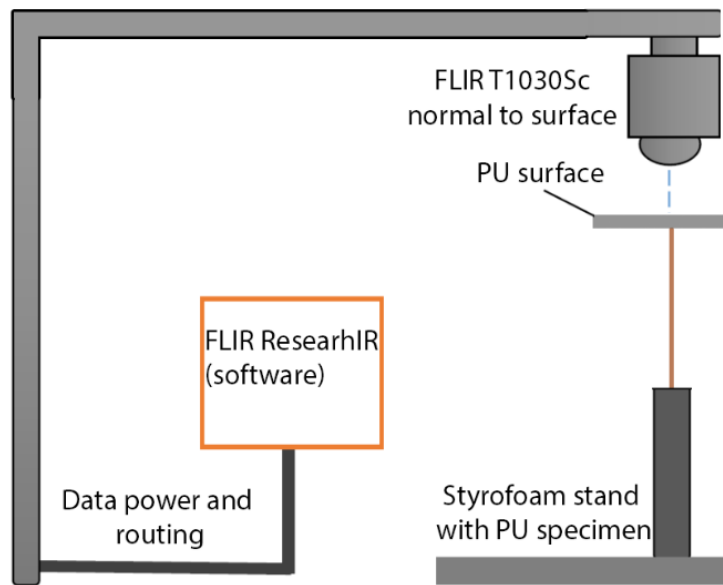 FLIR T1030Sc
normal to surface
PU surface
FLIR ResearhIR
(software)
Data power and
routing
Styrofoam stand
with PU specimen